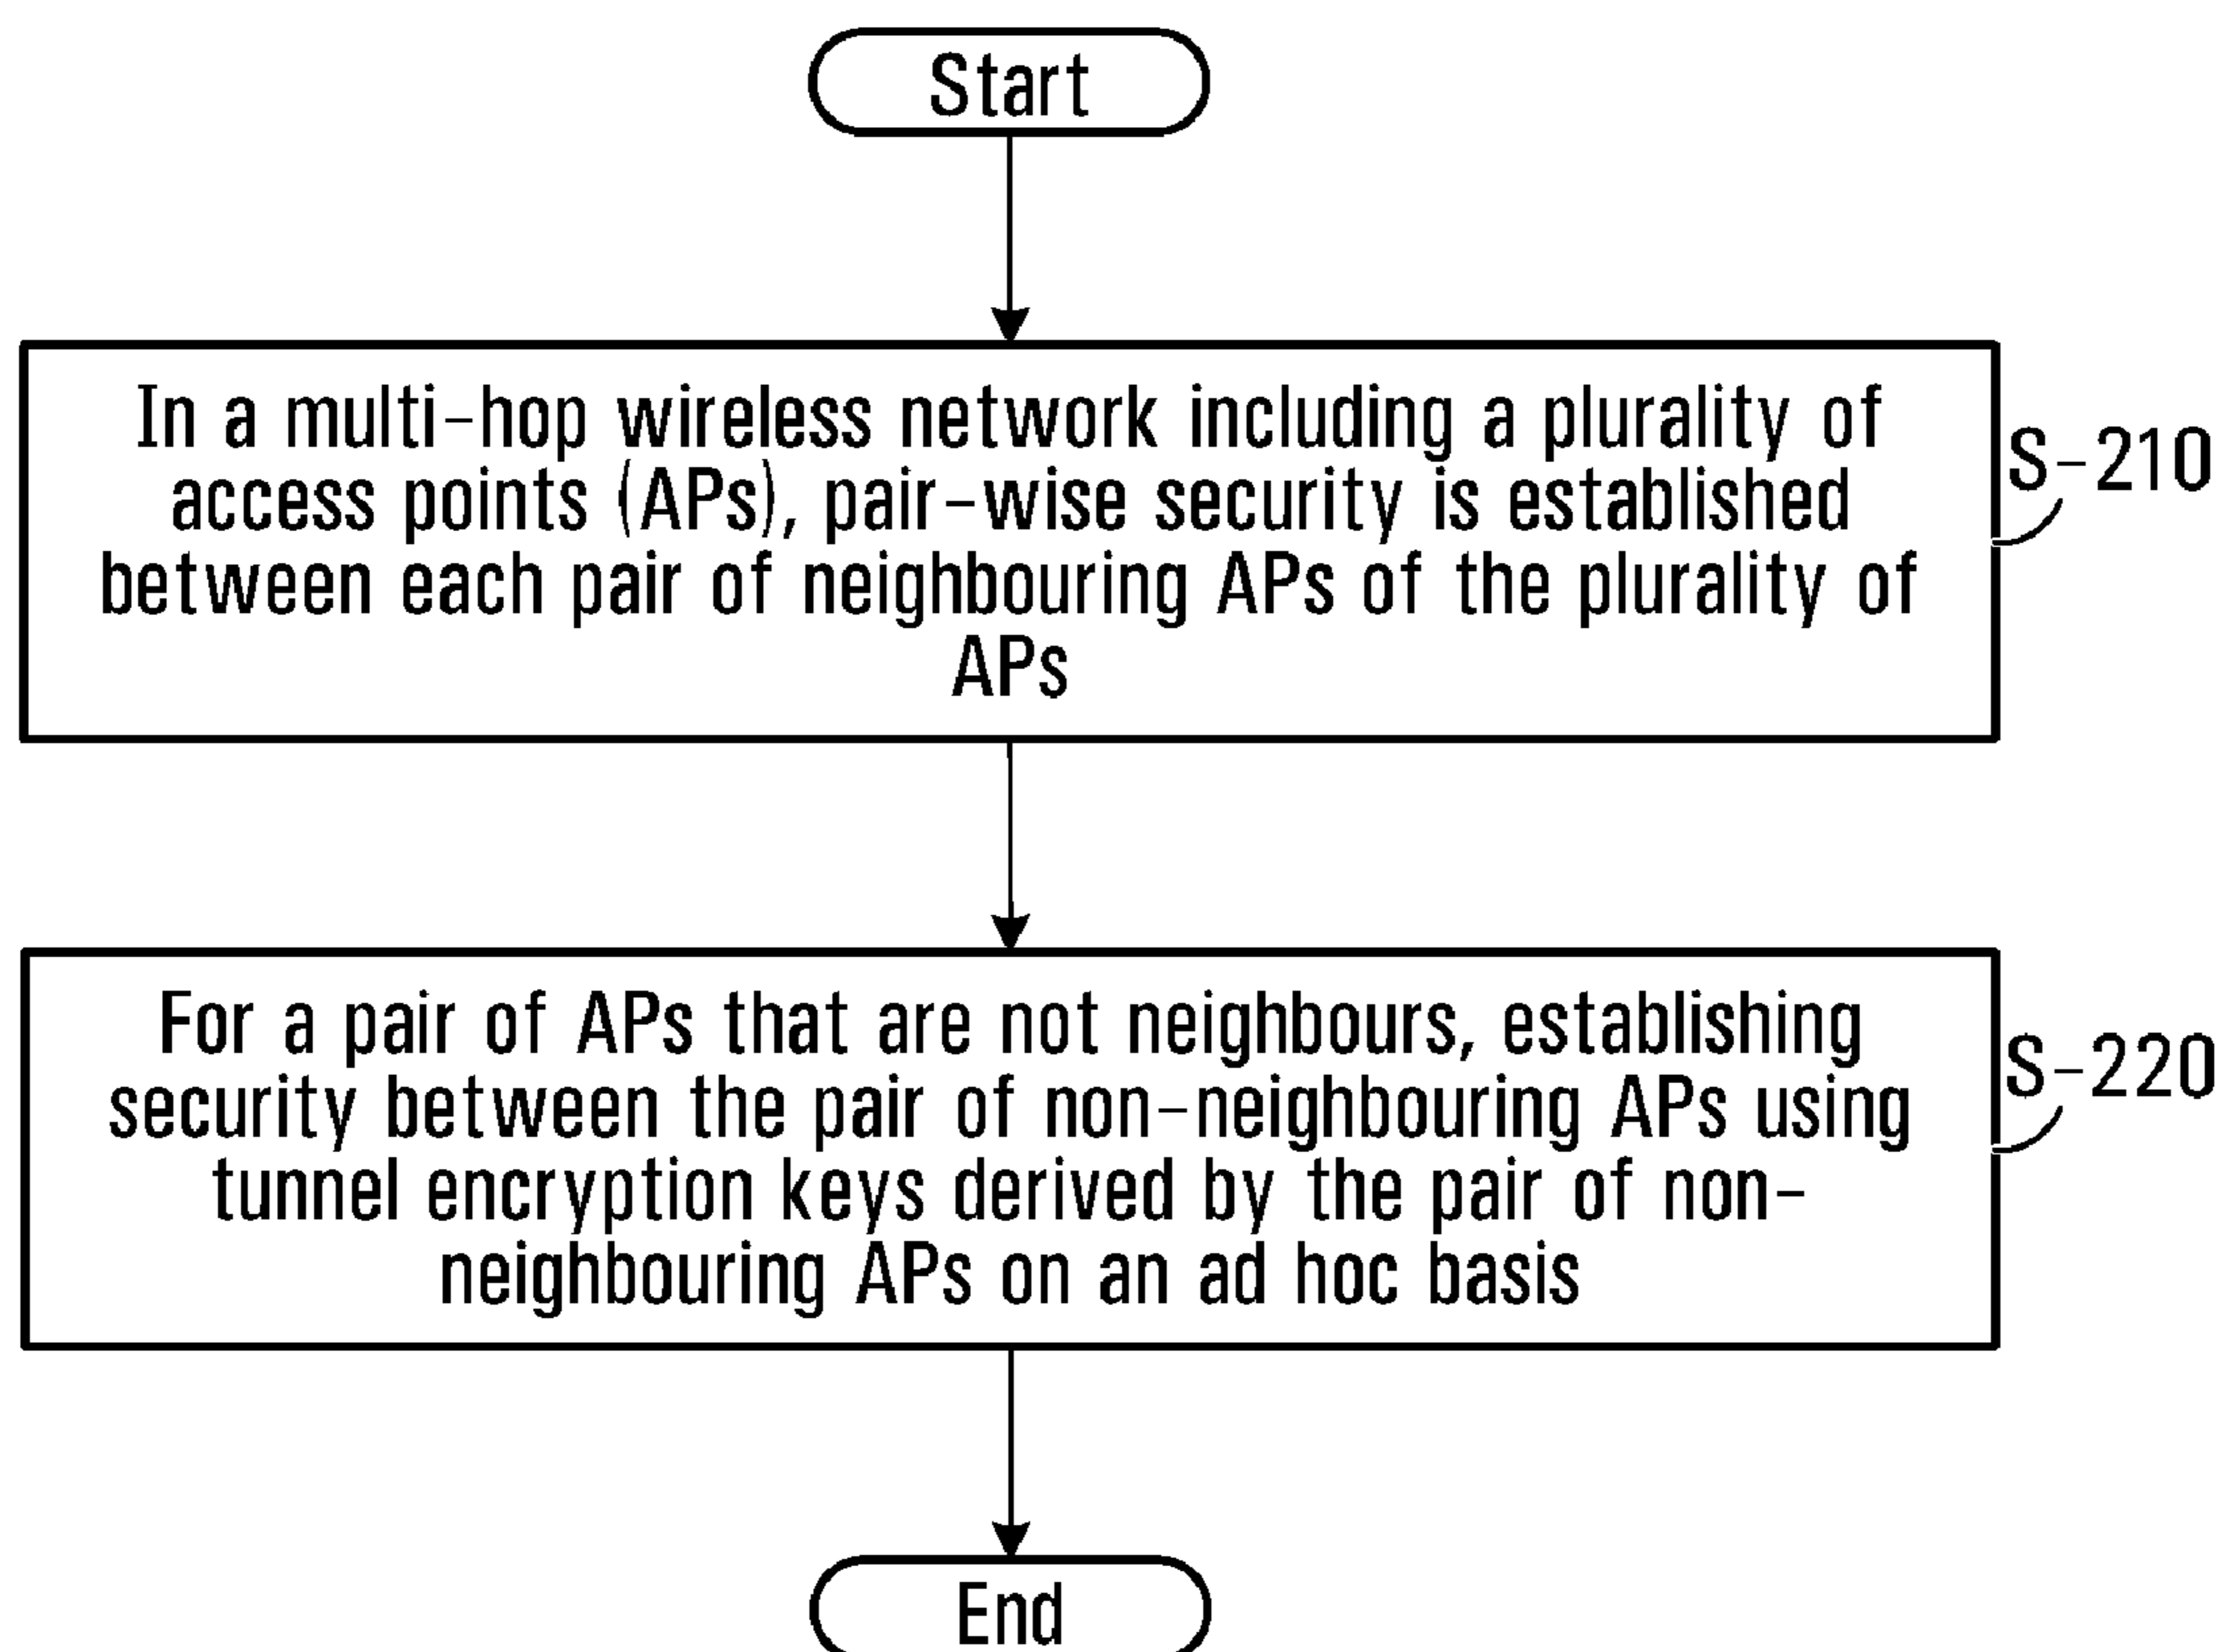 Start
In a multi-hop wireless network including a plurality of
access points (APs), pair-wise security is established
between each pair of neighbouring APs of the plurality of
APs
S-210
For a pair of APs that are not neighbours, establishing
security between the pair of non-neighbouring APs using
tunnel encryption keys derived by the pair of non-
neighbouring APs on an ad hoc basis
S-220
End